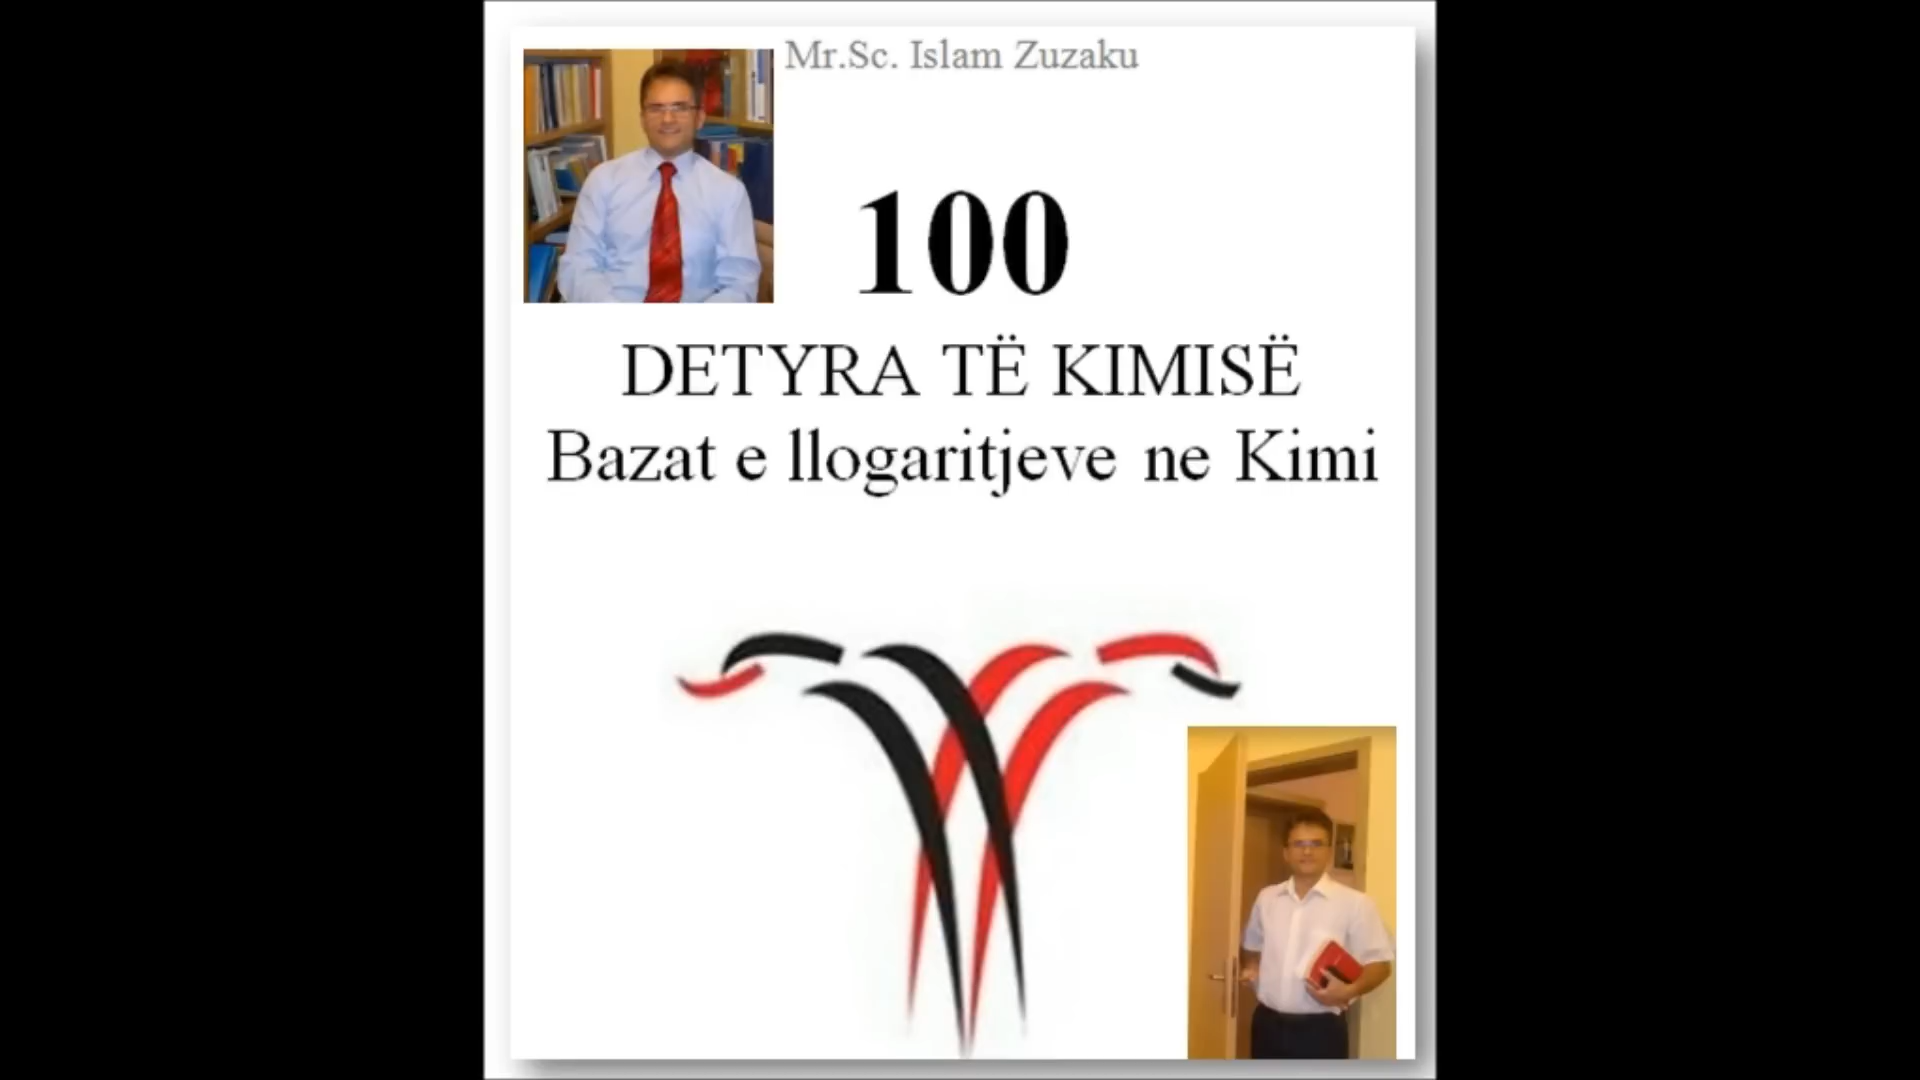 Mr.Sc. Islam Zuzaku
100
DETYRA TË KIMISË
Bazat e llogaritjeve ne Kimi